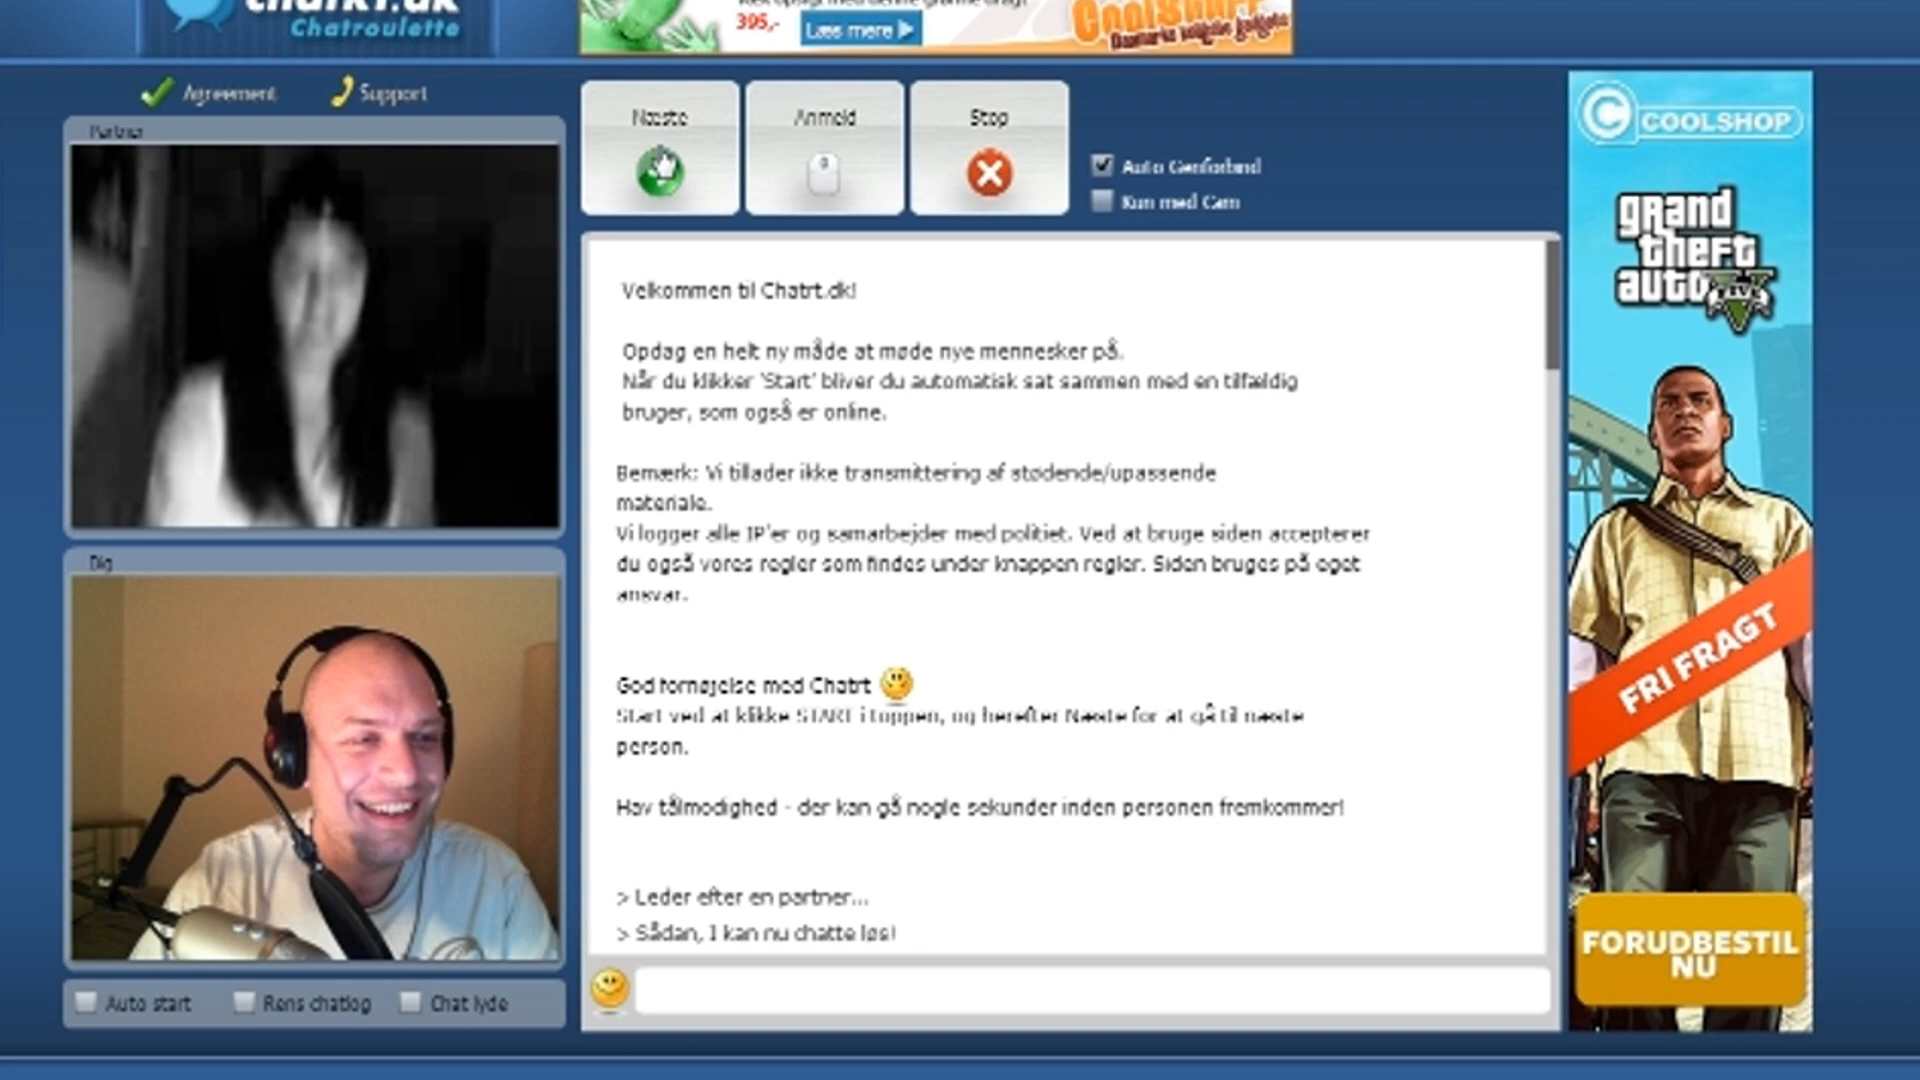 Chatroulette
395,-
Læs mere
CoolStuff
Danmarks
gadgets
Agreement
Support
Partner
Næste
Anmeld
Stop
Auto Genforbind
Kun med Cam
Velkommen til Chatrt.dk!
Opdag en helt ny måde at møde nye mennesker på.
Når du klikker 'Start' bliver du automatisk sat sammen med en tilfældig
bruger, som også er online.
Bemærk: Vi tillader ikke transmittering af stødende/upassende
materiale.
Vi logger alle IP'er og samarbejder med politiet. Ved at bruge siden accepterer
du også vores regler som findes under knappen regler. Siden bruges på eget
ansvar.
God fornøjelse med Chatrt
Start ved at klikke START i toppen, og herefter Næste for at gå til næste
person.
Hav tålmodighed - der kan gå nogle sekunder inden personen fremkommer!
> Leder efter en partner...
> Sådan, I kan nu chatte løs!
Dig
Auto start
Rens chatlog
Chat lyde
C COOLSHOP
grand
theft
auto V
FIVE
FRI FRAGT
FORUDBESTIL
NU